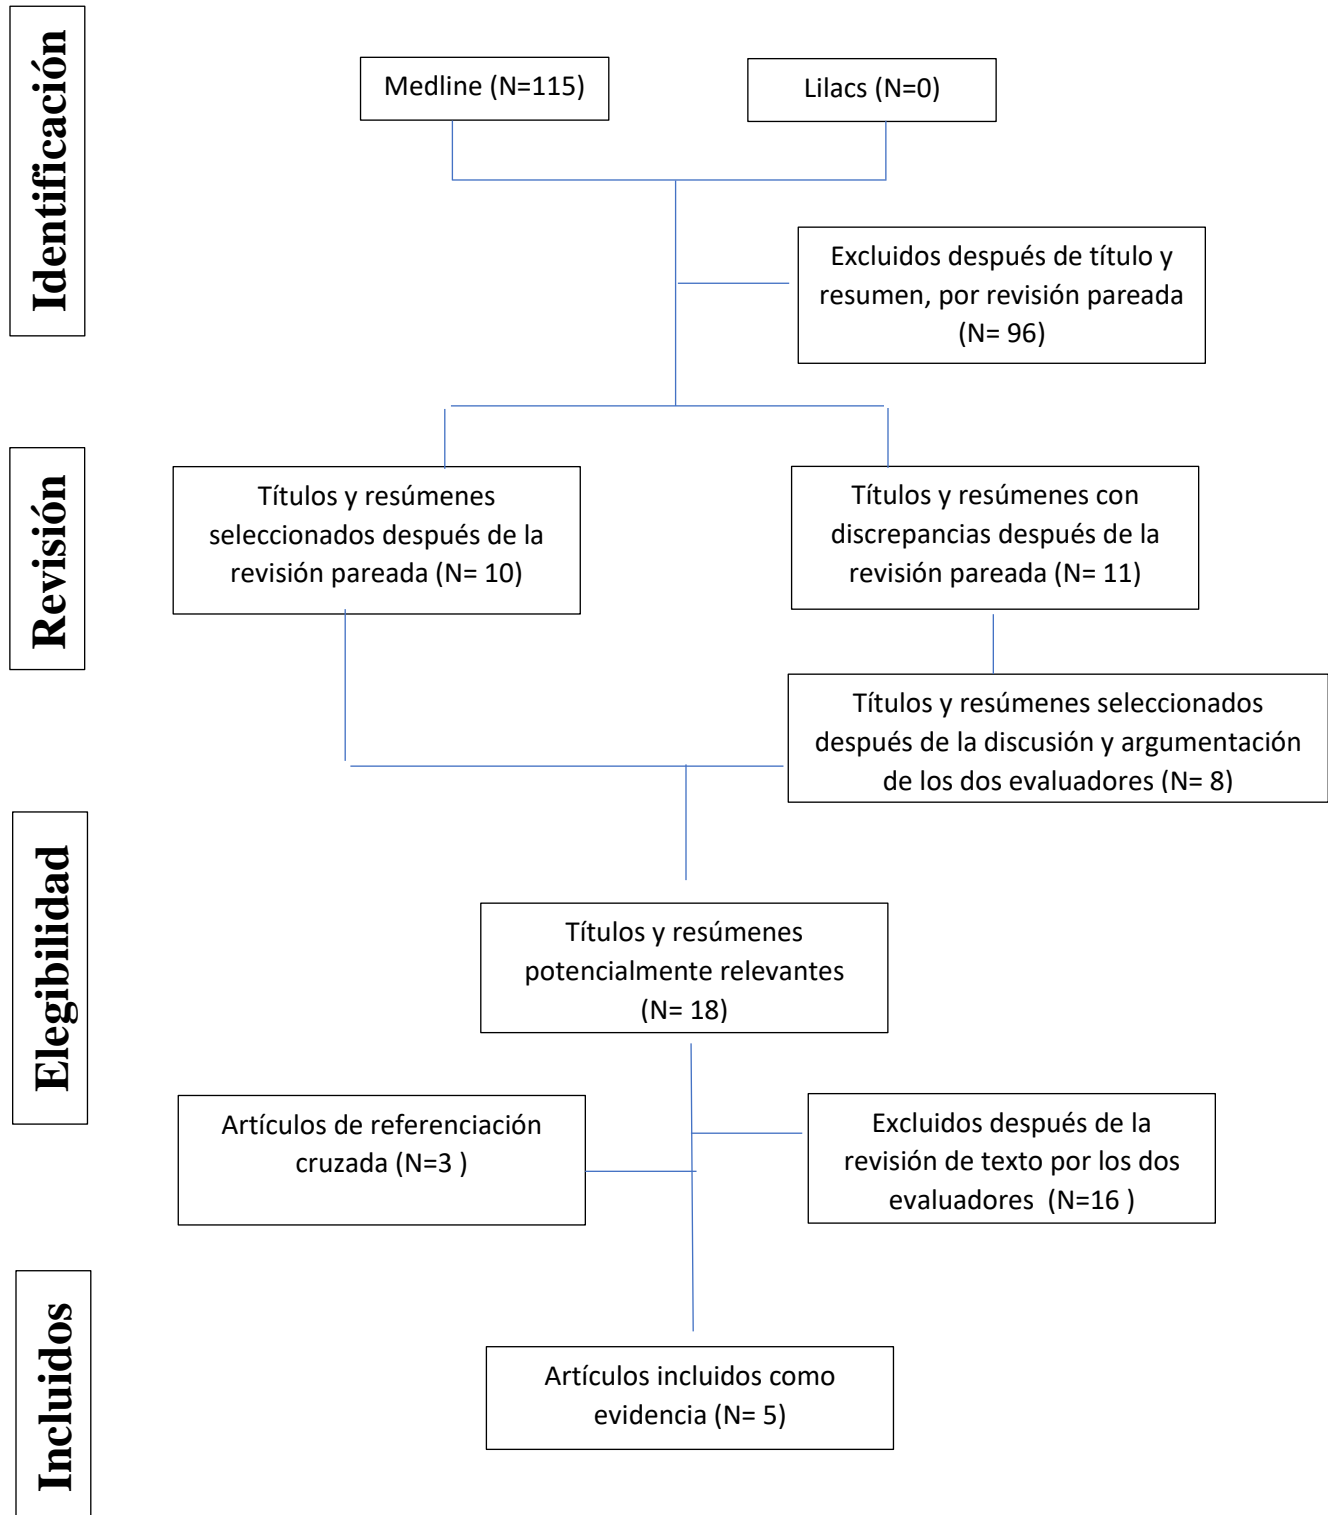 Identificación
Medline (N=115)
Lilacs (N=0)
Excluidos después de título y
resumen, por revisión pareada
(N= 96)
Revisión
Títulos y resúmenes
seleccionados después de la
revisión pareada (N= 10)
Títulos y resúmenes con
discrepancias después de la
revisión pareada (N= 11)
Títulos y resúmenes seleccionados
después de la discusión y argumentación
de los dos evaluadores (N= 8)
Elegibilidad
Títulos y resúmenes
potencialmente relevantes
(N= 18)
Artículos de referenciación
cruzada (N=3 )
Excluidos después de la
revisión de texto por los dos
evaluadores  (N=16 )
Incluidos
Artículos incluidos como
evidencia (N= 5)